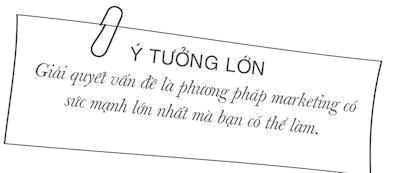 Ý TƯỞNG LỚN
Giải quyết vấn đề là phương pháp marketing có
sức mạnh lớn nhất mà bạn có thể làm.